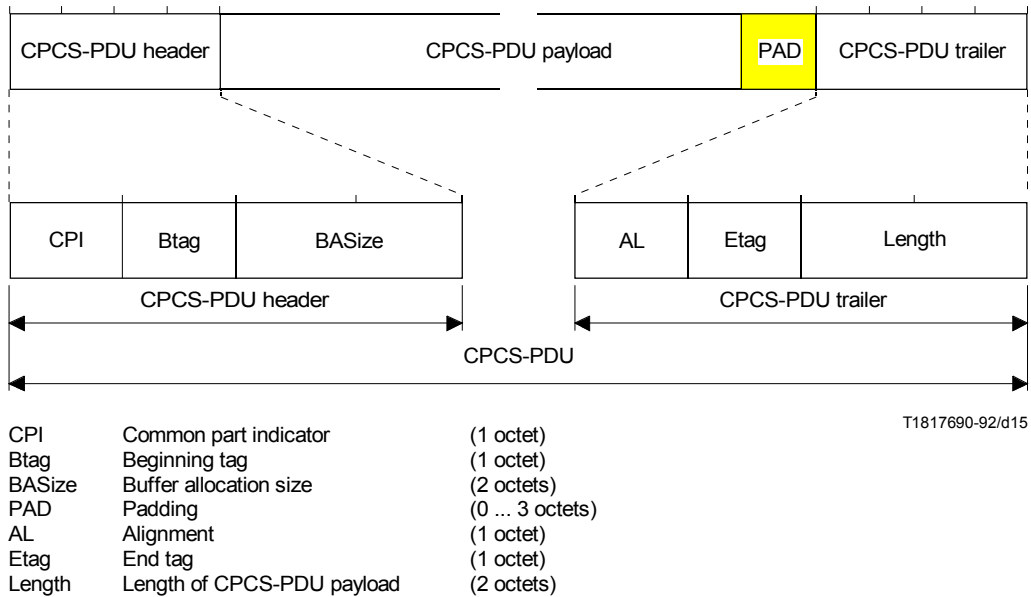 CPCS-PDU header CPCS-PDU payload PAD CPCS-PDU trailer
CPI Btag BASize AL Etag Length
CPCS-PDU header CPCS-PDU trailer
CPCS-PDU
T1817690-92/d15
CPI Common part indicator (1 octet)
Btag Beginning tag (1 octet)
BASize Buffer allocation size (2 octets)
PAD Padding (0 ... 3 octets)
AL Alignment (1 octet)
Etag End tag (1 octet)
Length Length of CPCS-PDU payload (2 octets)